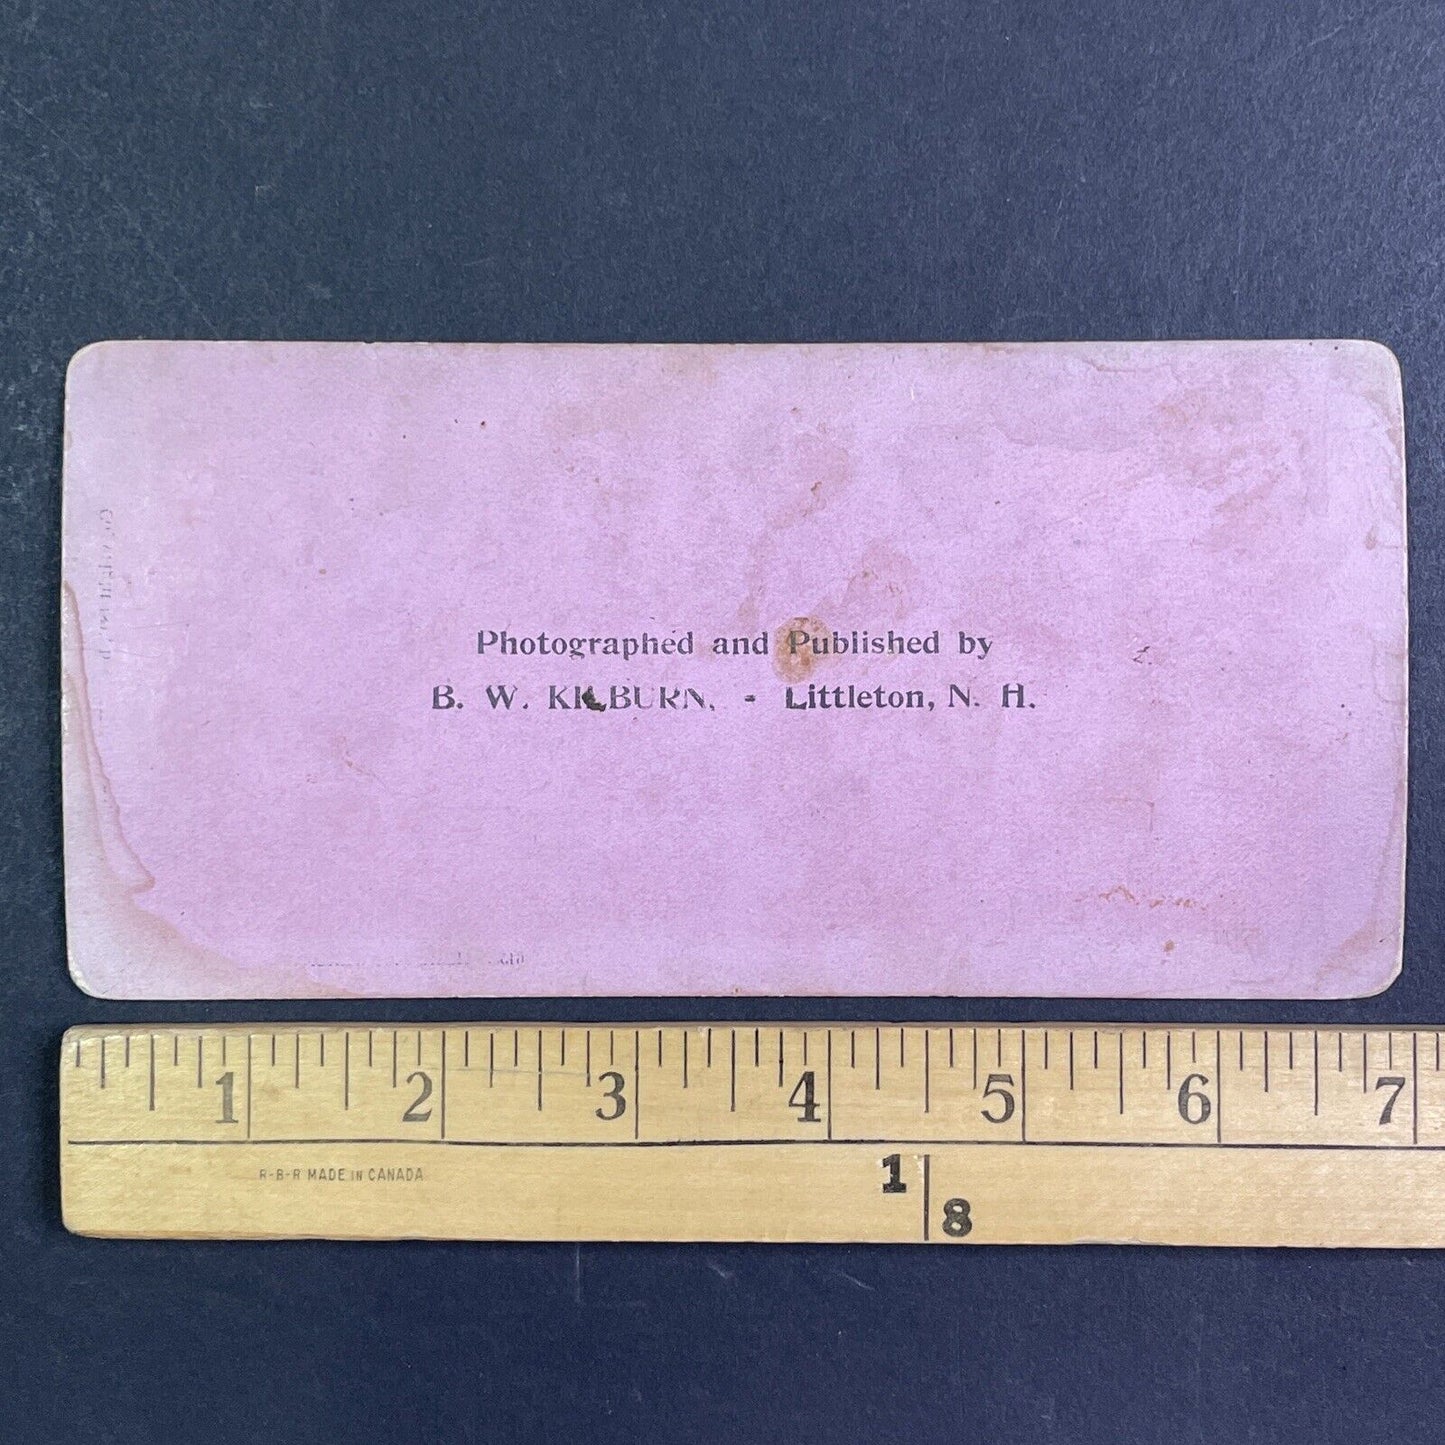 Photographed and Published by
B. W. KILBURN, - Littleton, N. H.
1 2 3 4 5 6 7
R-B-R MADE IN CANADA
1
8